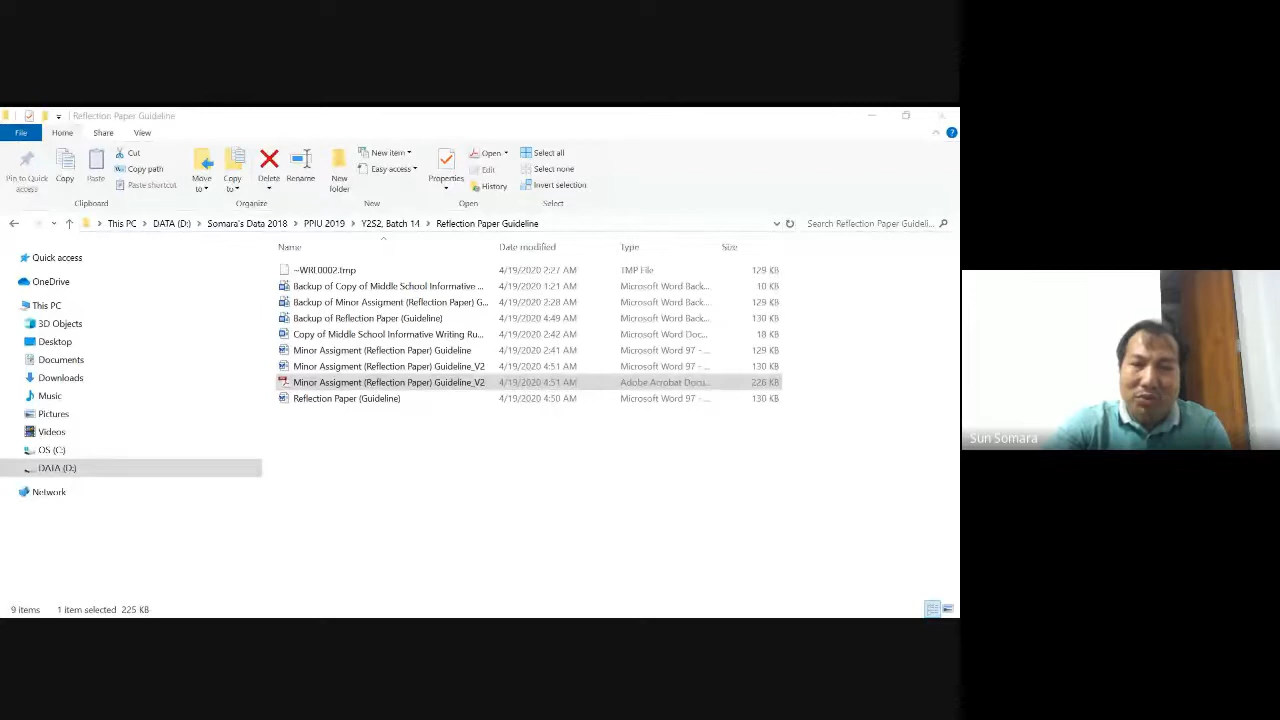 Reflection Paper Guideline
File Home Share View
Pin to Quick access
Copy
Paste
Cut
Copy path
Paste shortcut
Clipboard
Move to
Copy to
Delete
Rename
Organize
New folder
New item
Easy access
New
Properties
Open
Edit
History
Open
Select all
Select none
Invert selection
Select
This PC DATA (D:) Somara's Data 2018 PPIU 2019 Y2S2, Batch 14 Reflection Paper Guideline
Search Reflection Paper Guideli...
Quick access
OneDrive
This PC
3D Objects
Desktop
Documents
Downloads
Music
Pictures
Videos
OS (C:)
DATA (D:)
Network
Name Date modified Type Size
~WRL0002.tmp 4/19/2020 2:27 AM TMP File 129 KB
Backup of Copy of Middle School Informative ... 4/19/2020 1:21 AM Microsoft Word Back... 10 KB
Backup of Minor Assigment (Reflection Paper) G... 4/19/2020 2:28 AM Microsoft Word Back... 129 KB
Backup of Reflection Paper (Guideline) 4/19/2020 4:49 AM Microsoft Word Back... 130 KB
Copy of Middle School Informative Writing Ru... 4/19/2020 2:42 AM Microsoft Word Doc... 18 KB
Minor Assigment (Reflection Paper) Guideline 4/19/2020 2:41 AM Microsoft Word 97 - ... 129 KB
Minor Assigment (Reflection Paper) Guideline_V2 4/19/2020 4:51 AM Microsoft Word 97 - ... 130 KB
Minor Assigment (Reflection Paper) Guideline_V2 4/19/2020 4:51 AM Adobe Acrobat Docu... 226 KB
Reflection Paper (Guideline) 4/19/2020 4:50 AM Microsoft Word 97 - ... 130 KB
9 items 1 item selected 225 KB
Sun Somara